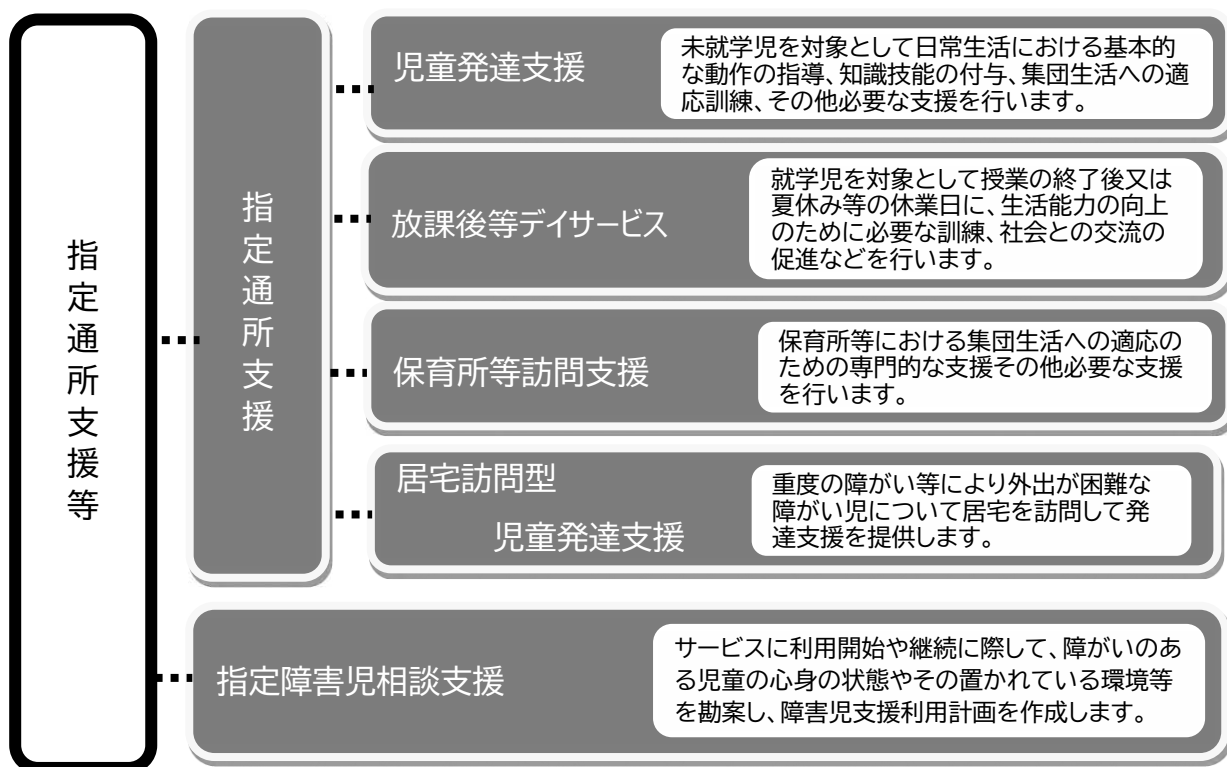 指定通所支援等
指定通所支援
児童発達支援
未就学児を対象として日常生活における基本的
な動作の指導、知識技能の付与、集団生活への適
応訓練、その他必要な支援を行います。
放課後等デイサービス
就学児を対象として授業の終了後又は
夏休み等の休業日に、生活能力の向上
のために必要な訓練、社会との交流の
促進などを行います。
保育所等訪問支援
保育所等における集団生活への適応の
ための専門的な支援その他必要な支援
を行います。
居宅訪問型
児童発達支援
重度の障がい等により外出が困難な
障がい児について居宅を訪問して発
達支援を提供します。
指定障害児相談支援
サービスに利用開始や継続に際して、障がいのあ
る児童の心身の状態やその置かれている環境等
を勘案し、障害児支援利用計画を作成します。